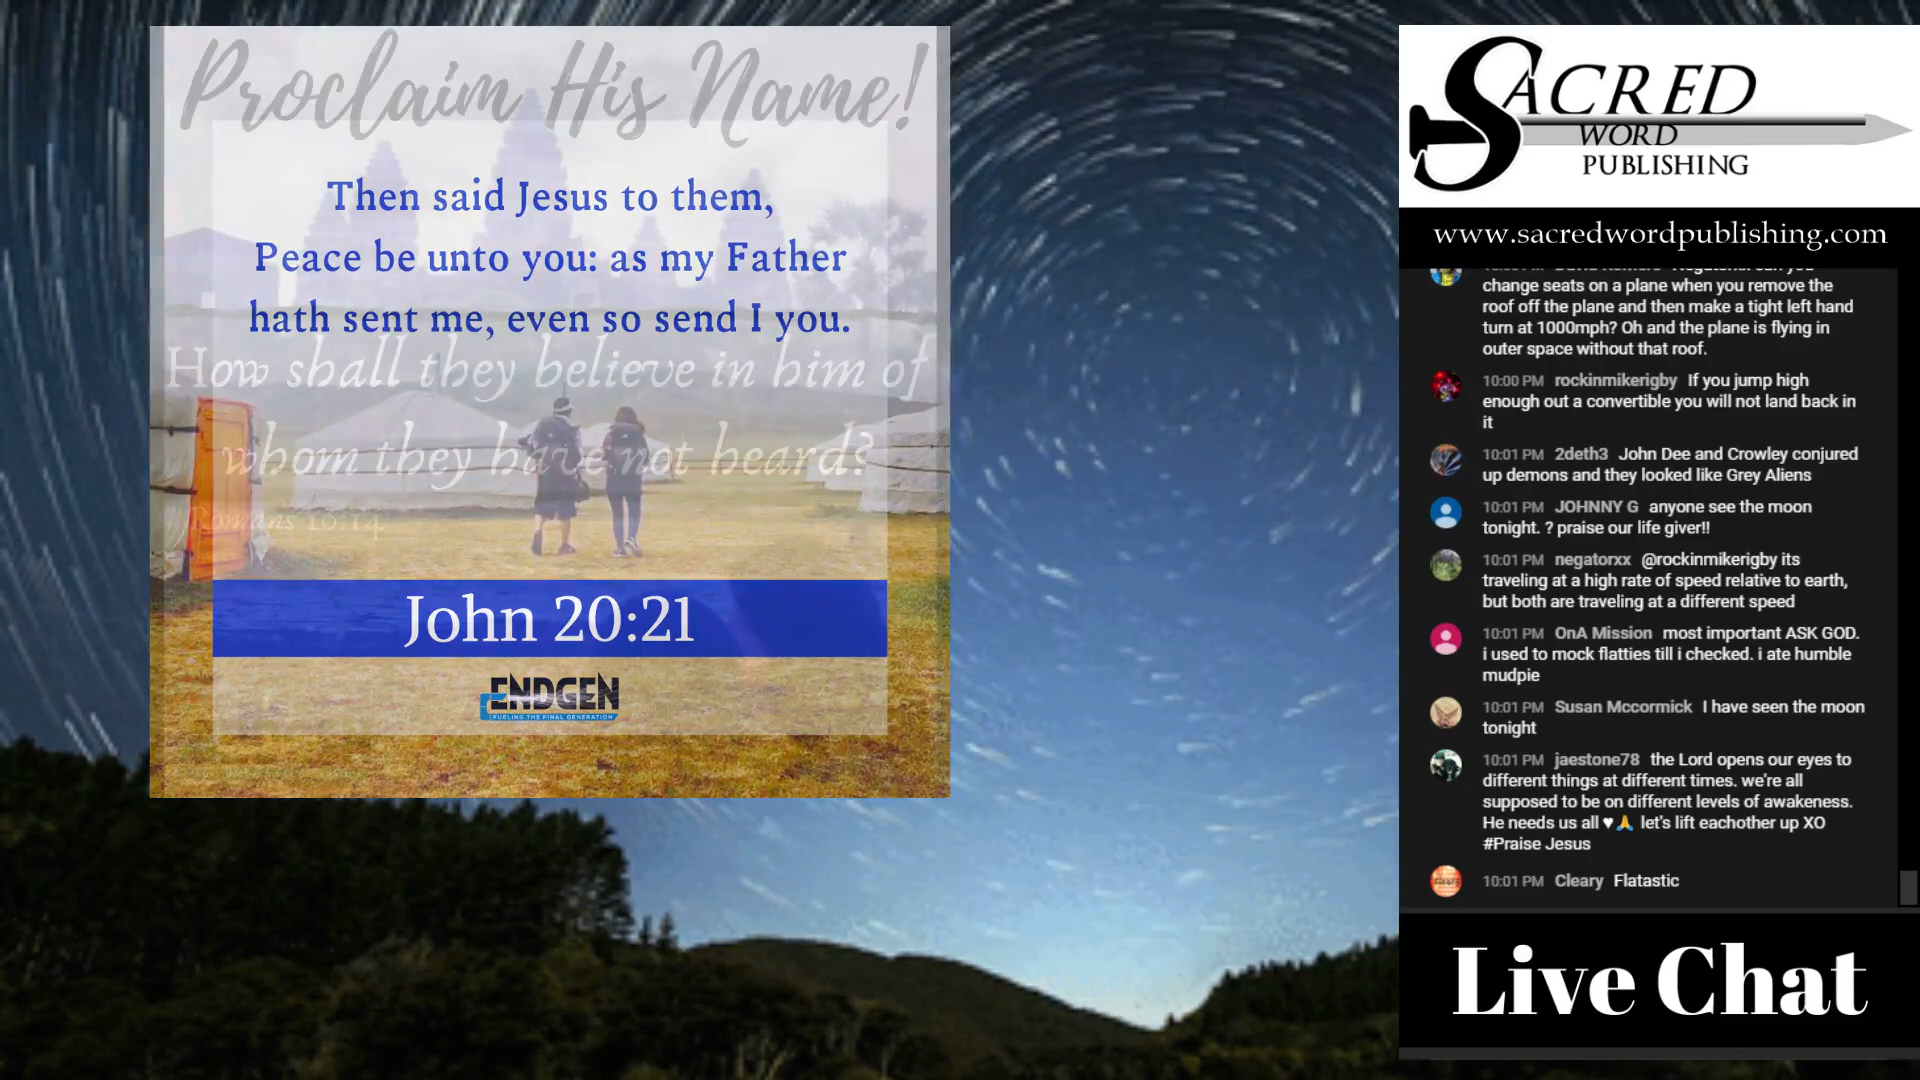 Proclaim His Name!
Then said Jesus to them,
Peace be unto you: as my Father
hath sent me, even so send I you.
How shall they believe in him of
whom they have not heard?
Romans 10:14
John 20:21
ENDGEN
FUELING THE FINAL GENERATION
SACRED
WORD
PUBLISHING
www.sacredwordpublishing.com
change seats on a plane when you remove the
roof off the plane and then make a tight left hand
turn at 1000mph? Oh and the plane is flying in
outer space without that roof.
10:00 PM rockinmikerigby If you jump high
enough out a convertible you will not land back in
it
10:01 PM 2deth3 John Dee and Crowley conjured
up demons and they looked like Grey Aliens
10:01 PM JOHNNY G anyone see the moon
tonight. ? praise our life giver!!
10:01 PM negatorxx @rockinmikerigby its
traveling at a high rate of speed relative to earth,
but both are traveling at a different speed
10:01 PM OnA Mission most important ASK GOD.
i used to mock flatties till i checked. i ate humble
mudpie
10:01 PM Susan Mccormick I have seen the moon
tonight
10:01 PM jaestone78 the Lord opens our eyes to
different things at different times. we're all
supposed to be on different levels of awakeness.
He needs us all ♥🙏 let's lift eachother up XO
#Praise Jesus
10:01 PM Cleary Flatastic
Live Chat